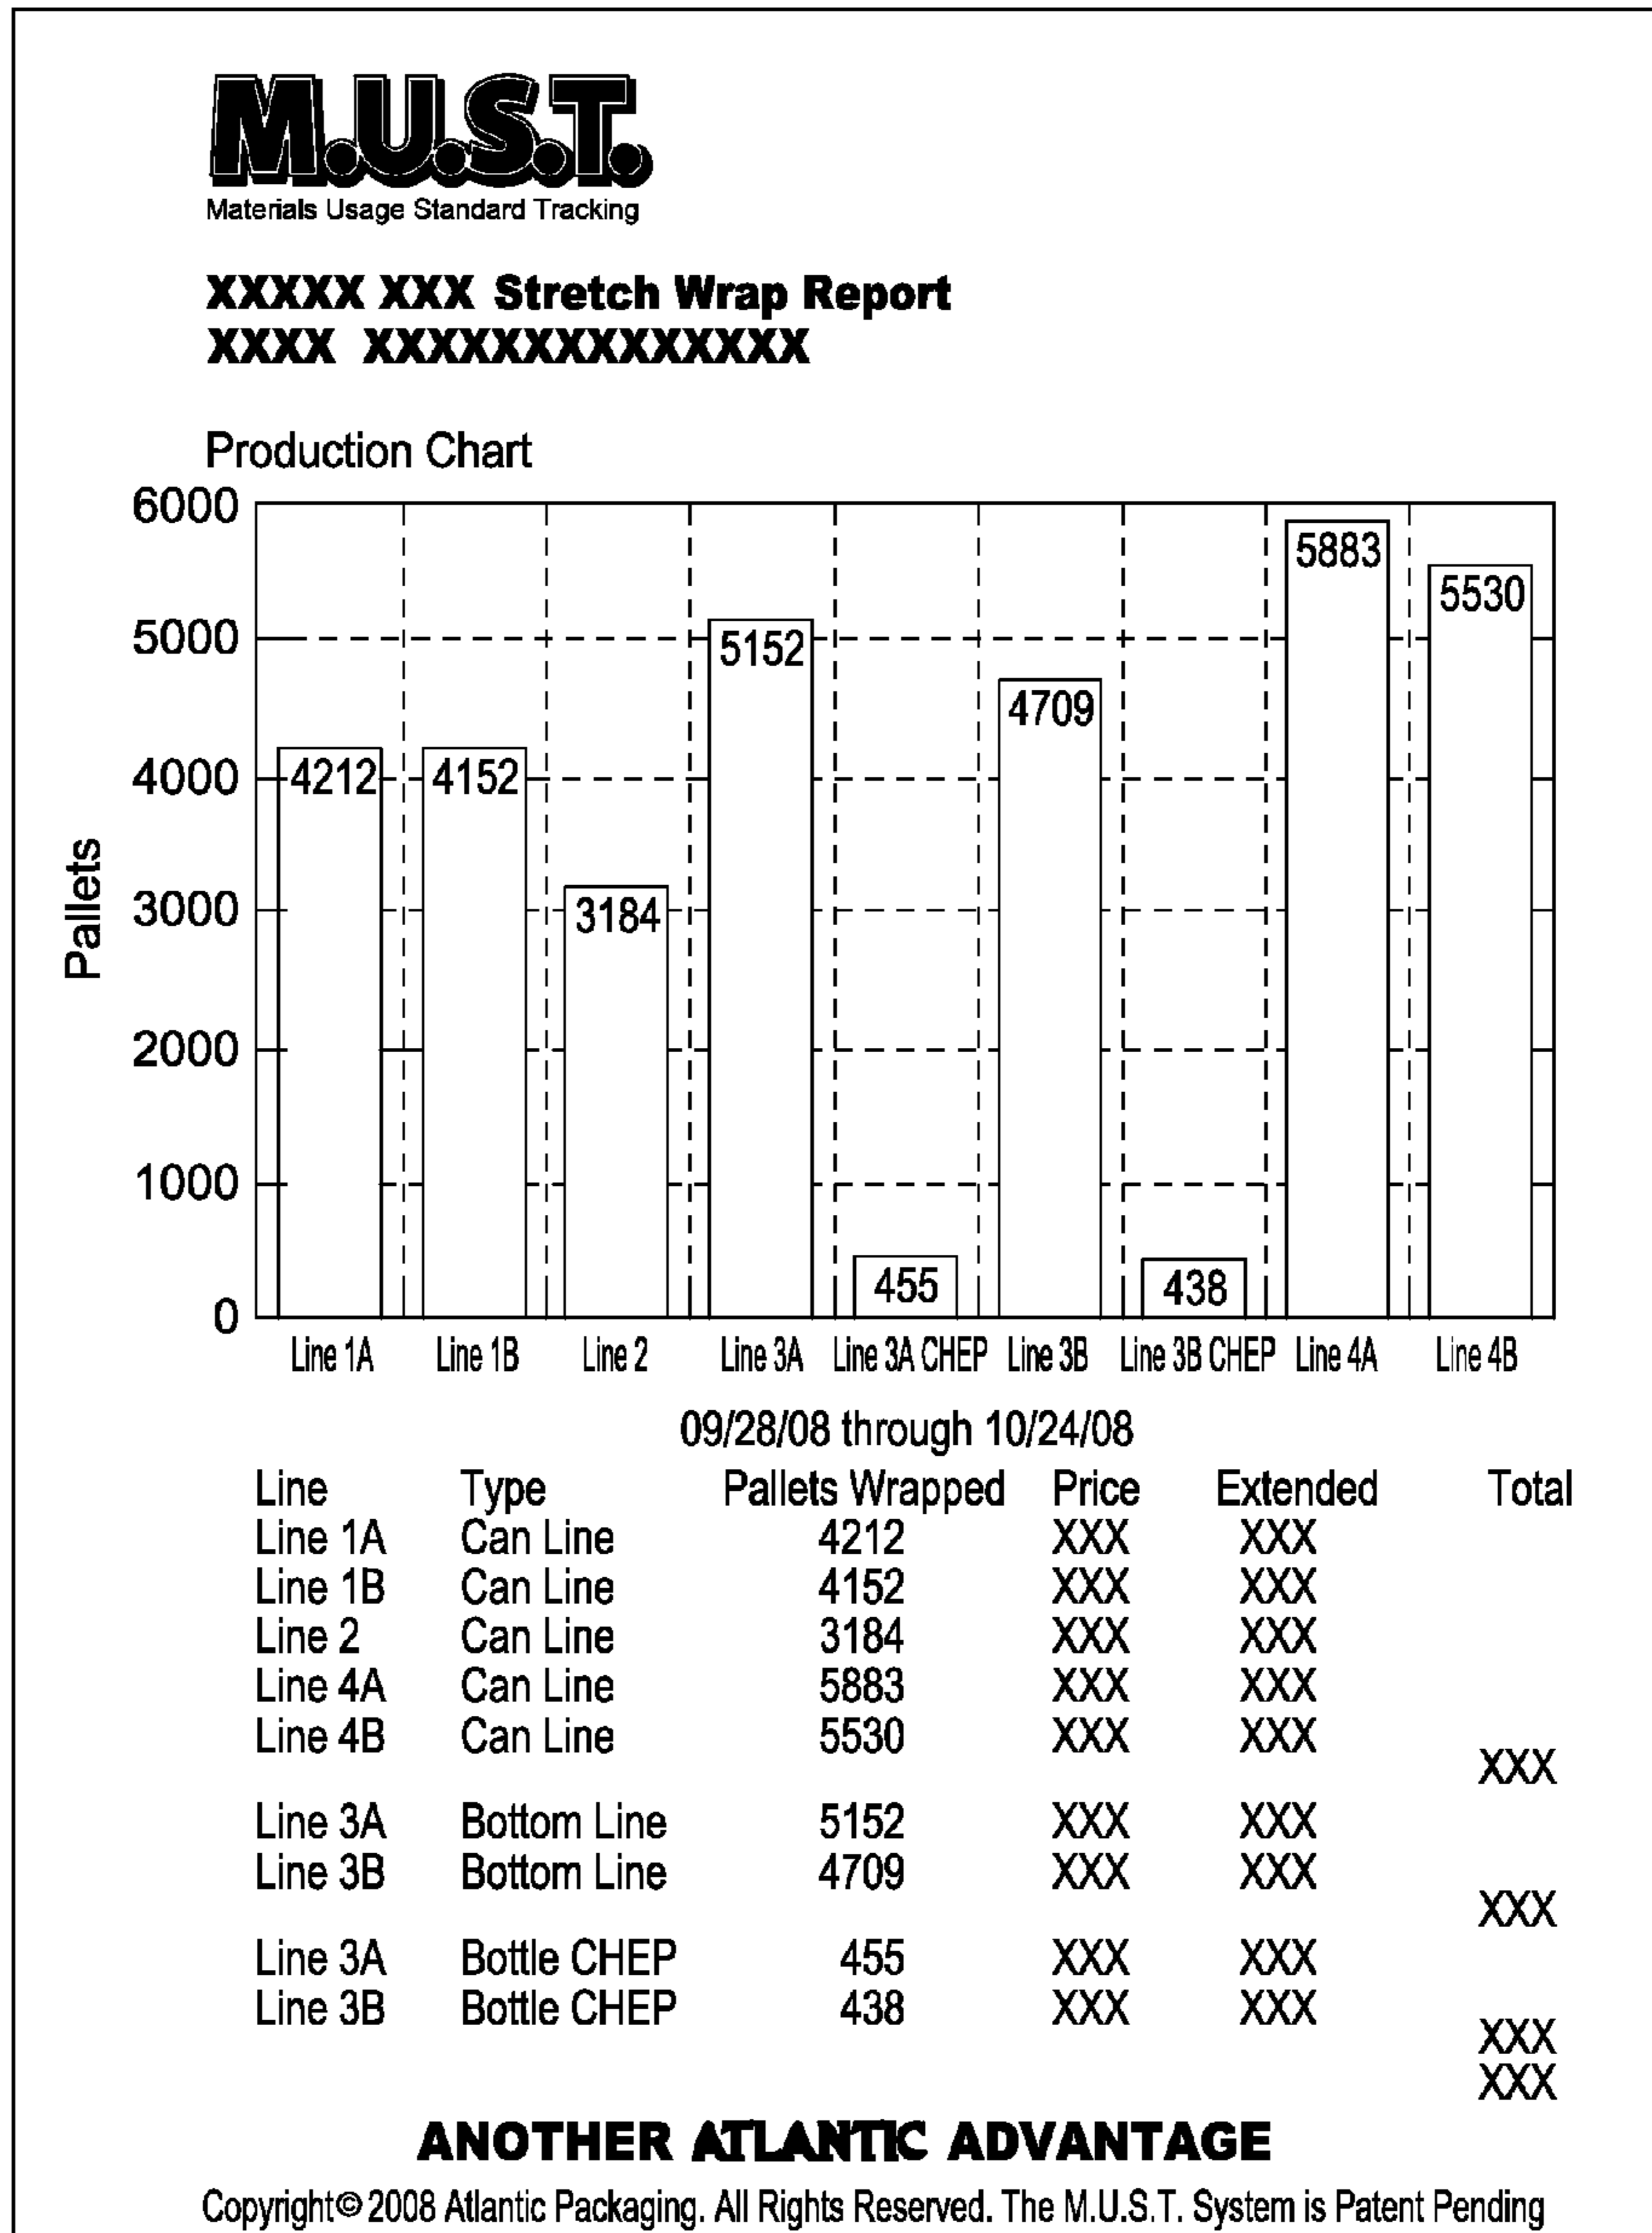 M.U.S.T.
Materials Usage Standard Tracking
XXXXX XXX Stretch Wrap Report
XXXX XXXXXXXXXXXXXX
Production Chart
6000
5000
4000
3000
2000
1000
0
Pallets
4212
4152
3184
5152
455
4709
438
5883
5530
Line 1A Line 1B Line 2 Line 3A Line 3A CHEP Line 3B Line 3B CHEP Line 4A Line 4B
09/28/08 through 10/24/08
Line Type Pallets Wrapped Price Extended Total
Line 1A Can Line 4212 XXX XXX
Line 1B Can Line 4152 XXX XXX
Line 2 Can Line 3184 XXX XXX
Line 4A Can Line 5883 XXX XXX
Line 4B Can Line 5530 XXX XXX
XXX
Line 3A Bottom Line 5152 XXX XXX
Line 3B Bottom Line 4709 XXX XXX
XXX
Line 3A Bottle CHEP 455 XXX XXX
Line 3B Bottle CHEP 438 XXX XXX
XXX
XXX
ANOTHER ATLANTIC ADVANTAGE
Copyright© 2008 Atlantic Packaging. All Rights Reserved. The M.U.S.T. System is Patent Pending